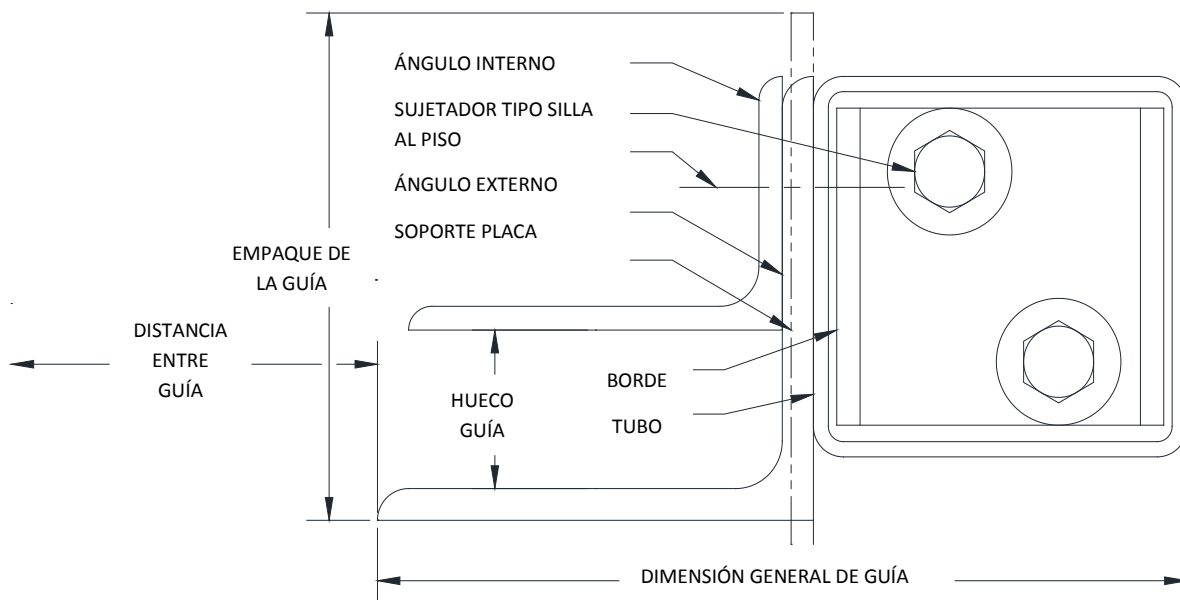 ÁNGULO INTERNO
SUJETADOR TIPO SILLA
AL PISO
ÁNGULO EXTERNO
SOPORTE PLACA
EMPAQUE DE
LA GUÍA
DISTANCIA
ENTRE
GUÍA
HUECO
GUÍA
BORDE
TUBO
DIMENSIÓN GENERAL DE GUÍA